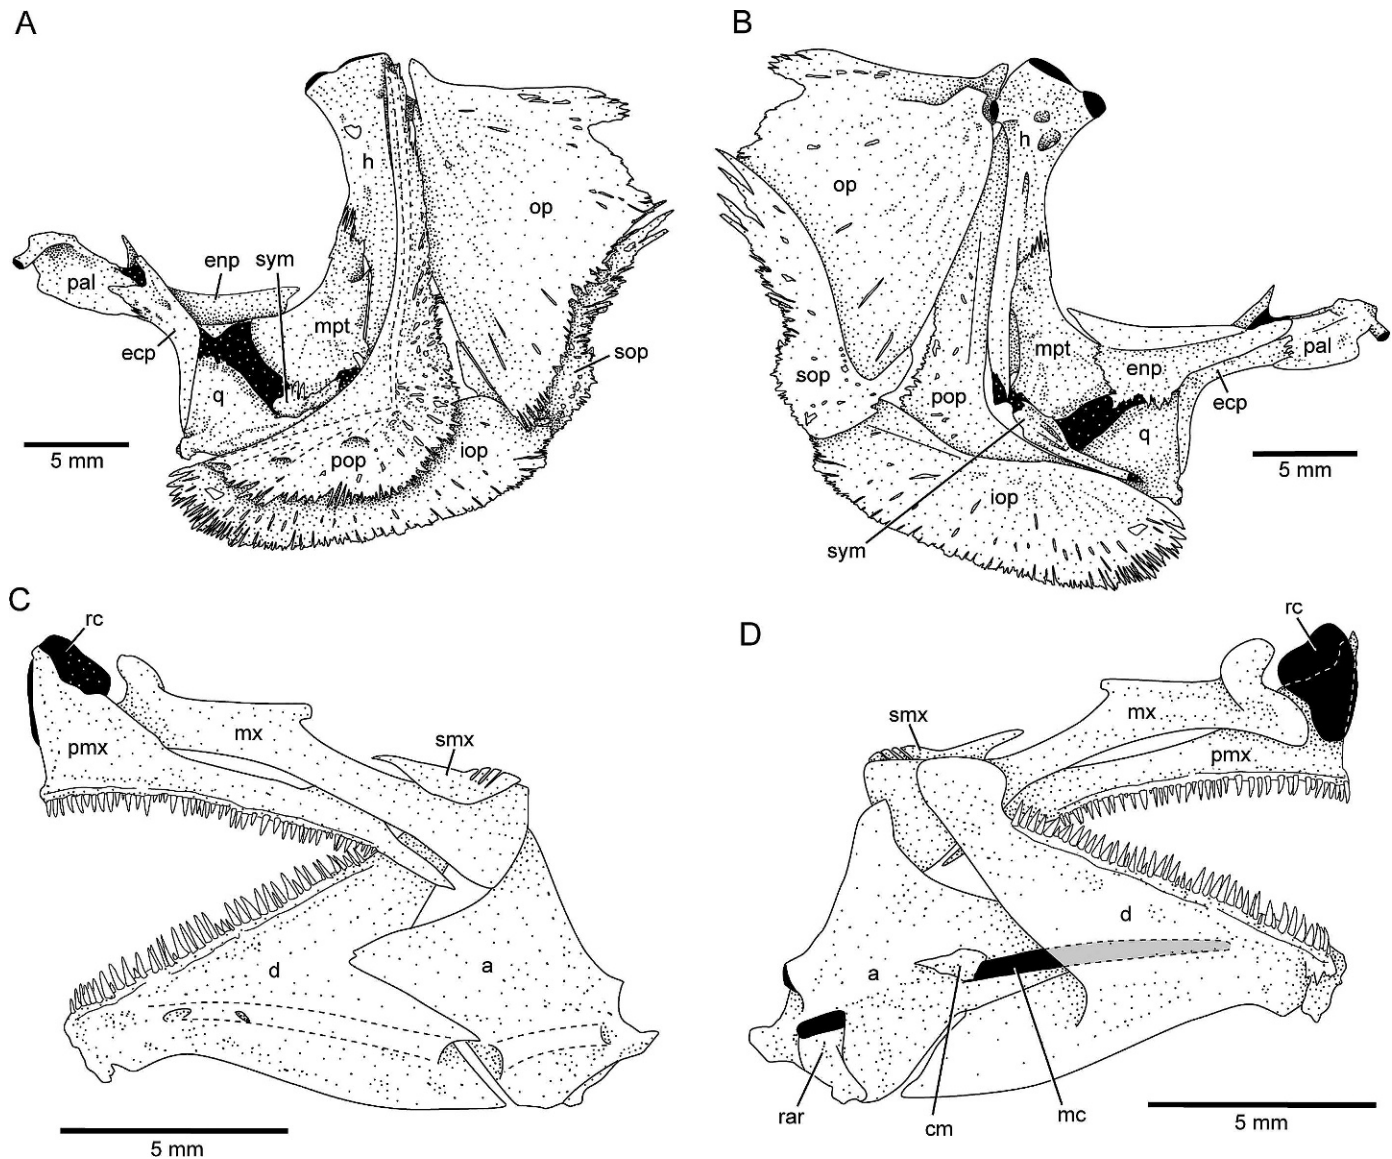 A
h
op
enp sym
pal
mpt
ecp
sop
q
pop
iop
5 mm
B
h
op
mpt
sop
enp
pal
pop
ecp
q
5 mm
iop
sym
C
rc
mx
smx
pmx
d
a
5 mm
D
rc
smx
mx
pmx
d
a
rar
cm
mc
5 mm